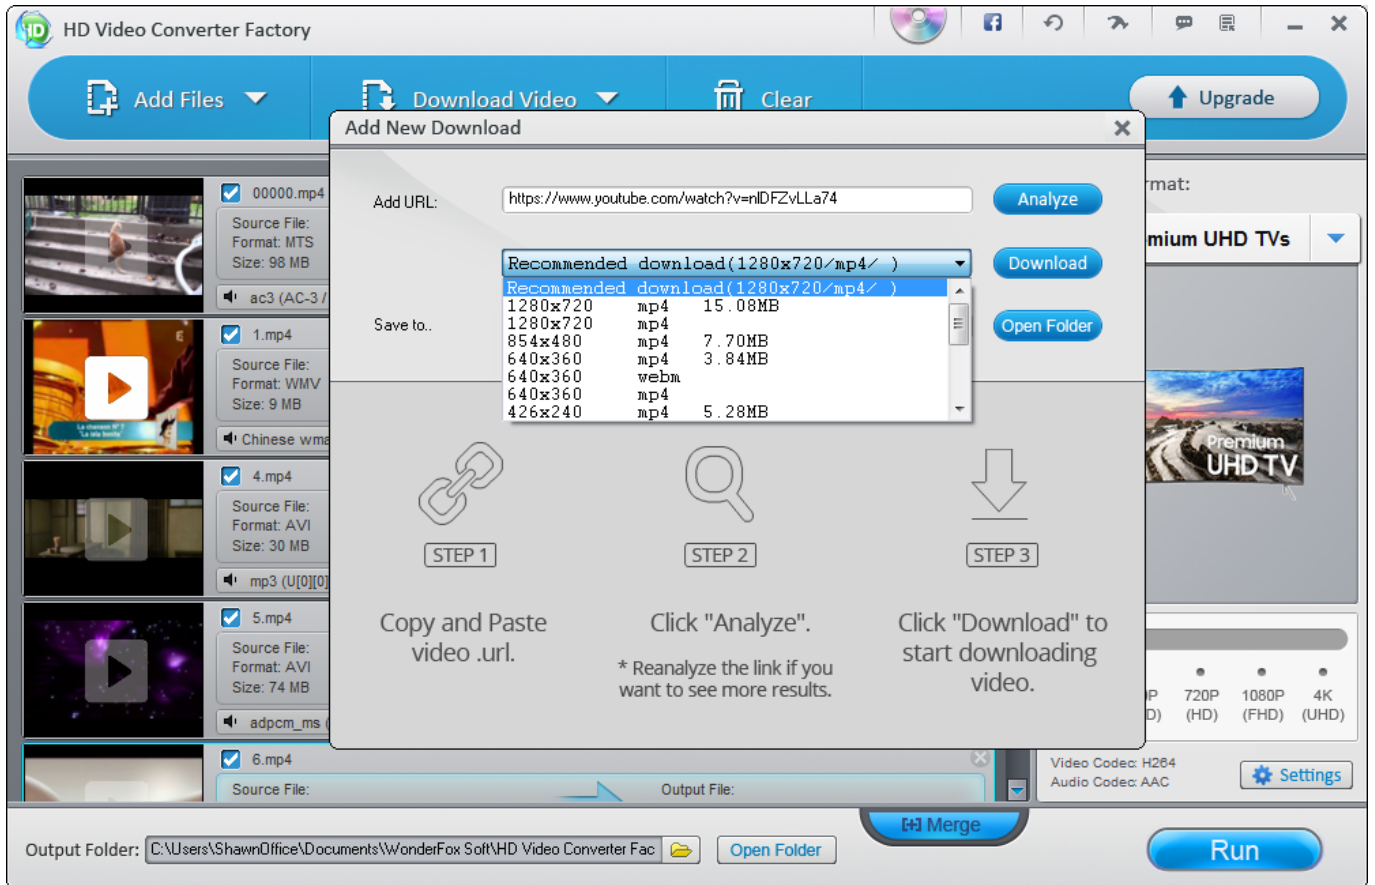 HD Video Converter Factory
Add Files
Download Video
Clear
Upgrade
Add New Download
Add URL:
https://www.youtube.com/watch?v=nlDFZvLLa74
Analyze
Recommended download(1280x720/mp4/ )
Download
Recommended download(1280x720/mp4/ )
1280x720 mp4 15.08MB
1280x720 mp4
854x480 mp4 7.70MB
640x360 mp4 3.84MB
640x360 webm
640x360 mp4
426x240 mp4 5.28MB
Save to..
Open Folder
STEP 1
STEP 2
STEP 3
Copy and Paste
video .url.
Click "Analyze".
* Reanalyze the link if you
want to see more results.
Click "Download" to
start downloading
video.
00000.mp4
Source File:
Format: MTS
Size: 98 MB
ac3 (AC-3 /
1.mp4
Source File:
Format: WMV
Size: 9 MB
Chinese wma
4.mp4
Source File:
Format: AVI
Size: 30 MB
mp3 (U[0][0]
5.mp4
Source File:
Format: AVI
Size: 74 MB
adpcm_ms (
6.mp4
Source File:
Output File:
rmat:
mium UHD TVs
Premium
UHD TV
P
D)
720P
(HD)
1080P
(FHD)
4K
(UHD)
Video Codec: H264
Audio Codec: AAC
Settings
Output Folder:
C:\Users\ShawnOffice\Documents\WonderFox Soft\HD Video Converter Fac
Open Folder
Merge
Run